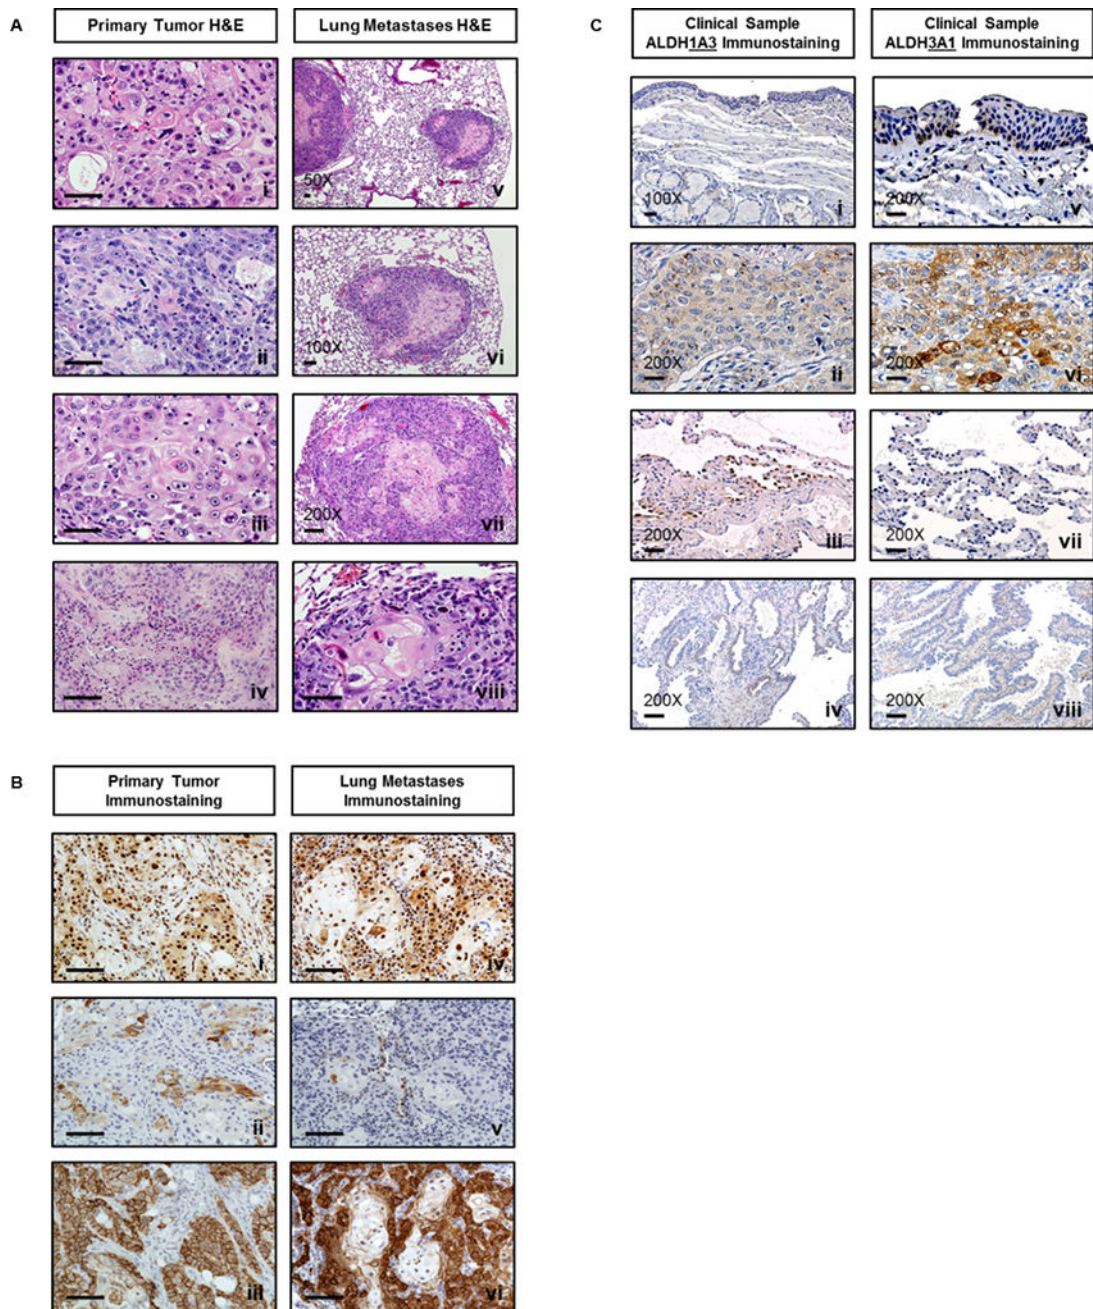 A
Primary Tumor H&E
Lung Metastases H&E
i
50X
v
ii
100X
vi
iii
200X
vii
iv
viii
B
Primary Tumor
Immunostaining
Lung Metastases
Immunostaining
i
iv
ii
v
iii
vi
C
Clinical Sample
ALDH1A3 Immunostaining
Clinical Sample
ALDH3A1 Immunostaining
100X
i
200X
v
200X
ii
200X
vi
200X
iii
200X
vii
200X
iv
200X
viii